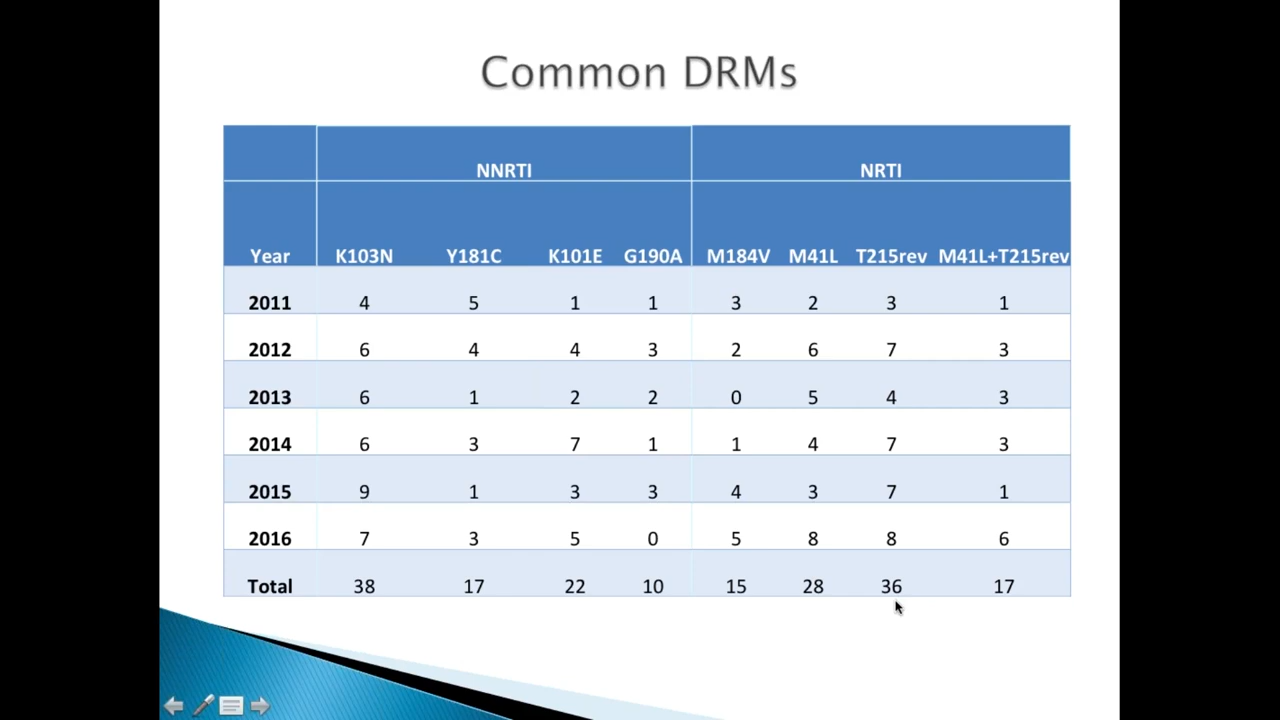 Common DRMs
NNRTI NRTI
Year K103N Y181C K101E G190A M184V M41L T215rev M41L+T215rev
2011 4 5 1 1 3 2 3 1
2012 6 4 4 3 2 6 7 3
2013 6 1 2 2 0 5 4 3
2014 6 3 7 1 1 4 7 3
2015 9 1 3 3 4 3 7 1
2016 7 3 5 0 5 8 8 6
Total 38 17 22 10 15 28 36 17